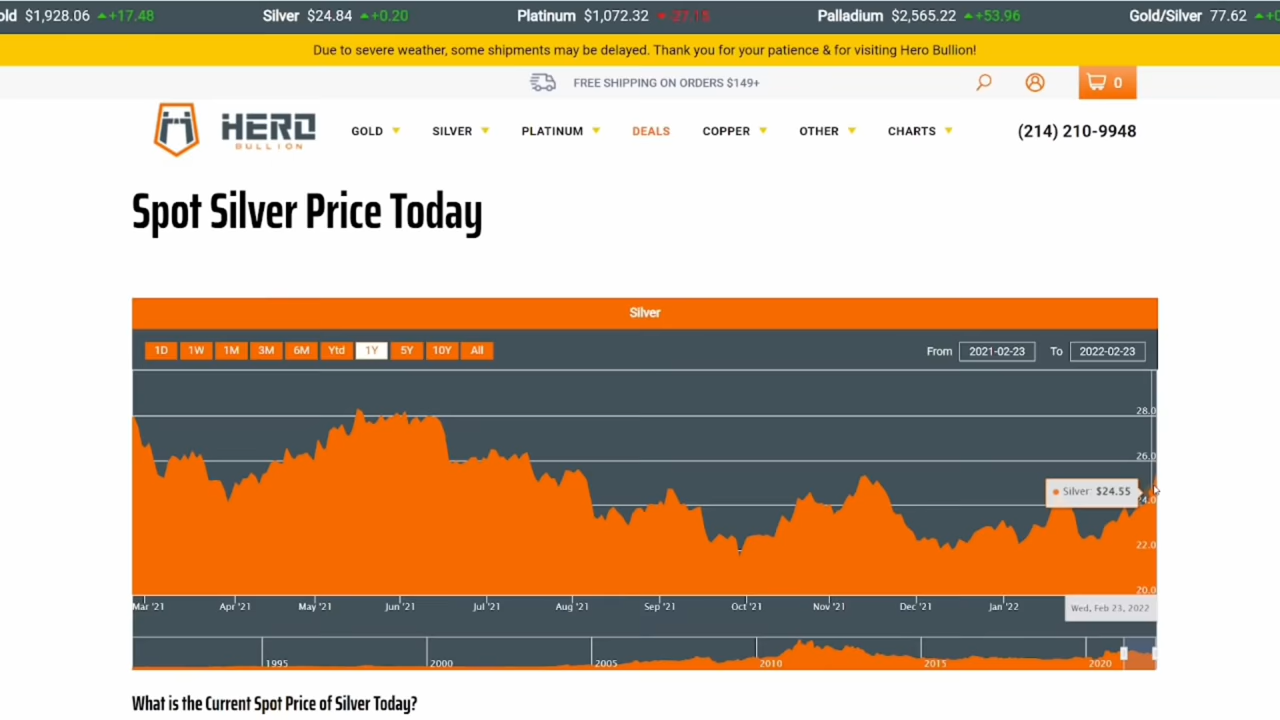 old $1,928.06 +17.48 Silver $24.84 +0.20 Platinum $1,072.32 -27.15 Palladium $2,565.22 +53.96 Gold/Silver 77.62
Due to severe weather, some shipments may be delayed. Thank you for your patience & for visiting Hero Bullion!
FREE SHIPPING ON ORDERS $149+
0
HERO
BULLION
GOLD SILVER PLATINUM DEALS COPPER OTHER CHARTS (214) 210-9948
Spot Silver Price Today
Silver
1D 1W 1M 3M 6M Ytd 1Y 5Y 10Y All From 2021-02-23 To 2022-02-23
28.0
26.0
Silver: $24.55
4.0
22.0
20.0
Mar '21 Apr '21 May '21 Jun '21 Jul '21 Aug '21 Sep '21 Oct '21 Nov '21 Dec '21 Jan '22 Wed, Feb 23, 2022
1995 2000 2005 2010 2015 2020
What is the Current Spot Price of Silver Today?